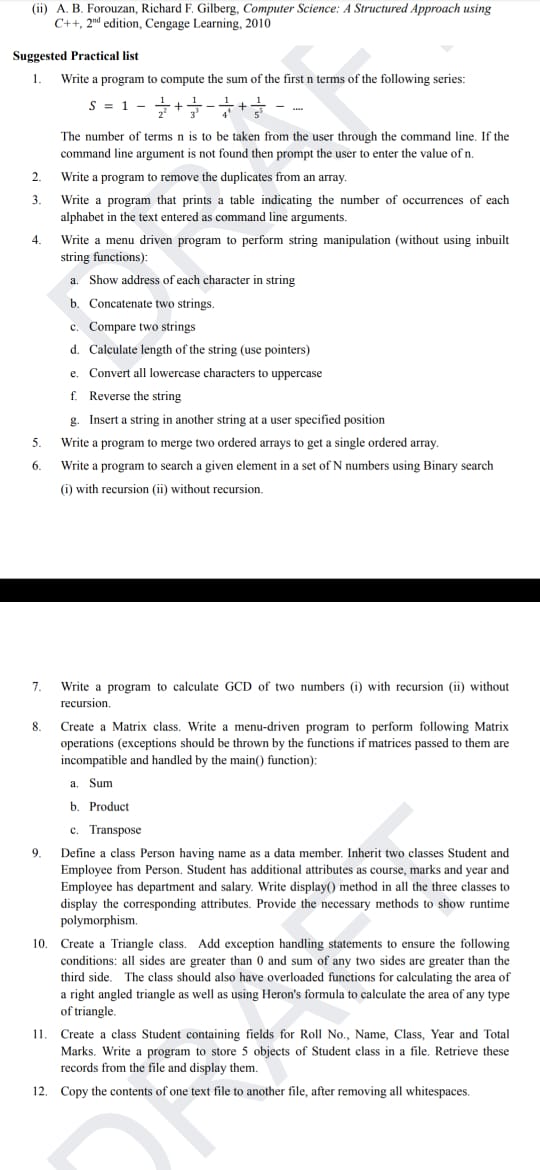 (ii) A. B. Forouzan, Richard F. Gilberg, Computer Science: A Structured Approach using
C++, 2nd edition, Cengage Learning, 2010
Suggested Practical list
1. Write a program to compute the sum of the first n terms of the following series:
S = 1 − 1/2² + 1/3³ − 1/4⁴ + 1/5⁵ − ....
The number of terms n is to be taken from the user through the command line. If the
command line argument is not found then prompt the user to enter the value of n.
2. Write a program to remove the duplicates from an array.
3. Write a program that prints a table indicating the number of occurrences of each
alphabet in the text entered as command line arguments.
4. Write a menu driven program to perform string manipulation (without using inbuilt
string functions):
a. Show address of each character in string
b. Concatenate two strings.
c. Compare two strings
d. Calculate length of the string (use pointers)
e. Convert all lowercase characters to uppercase
f. Reverse the string
g. Insert a string in another string at a user specified position
5. Write a program to merge two ordered arrays to get a single ordered array.
6. Write a program to search a given element in a set of N numbers using Binary search
(i) with recursion (ii) without recursion.
7. Write a program to calculate GCD of two numbers (i) with recursion (ii) without
recursion.
8. Create a Matrix class. Write a menu-driven program to perform following Matrix
operations (exceptions should be thrown by the functions if matrices passed to them are
incompatible and handled by the main() function):
a. Sum
b. Product
c. Transpose
9. Define a class Person having name as a data member. Inherit two classes Student and
Employee from Person. Student has additional attributes as course, marks and year and
Employee has department and salary. Write display() method in all the three classes to
display the corresponding attributes. Provide the necessary methods to show runtime
polymorphism.
10. Create a Triangle class. Add exception handling statements to ensure the following
conditions: all sides are greater than 0 and sum of any two sides are greater than the
third side. The class should also have overloaded functions for calculating the area of
a right angled triangle as well as using Heron's formula to calculate the area of any type
of triangle.
11. Create a class Student containing fields for Roll No., Name, Class, Year and Total
Marks. Write a program to store 5 objects of Student class in a file. Retrieve these
records from the file and display them.
12. Copy the contents of one text file to another file, after removing all whitespaces.
DRAFT
DRAFT